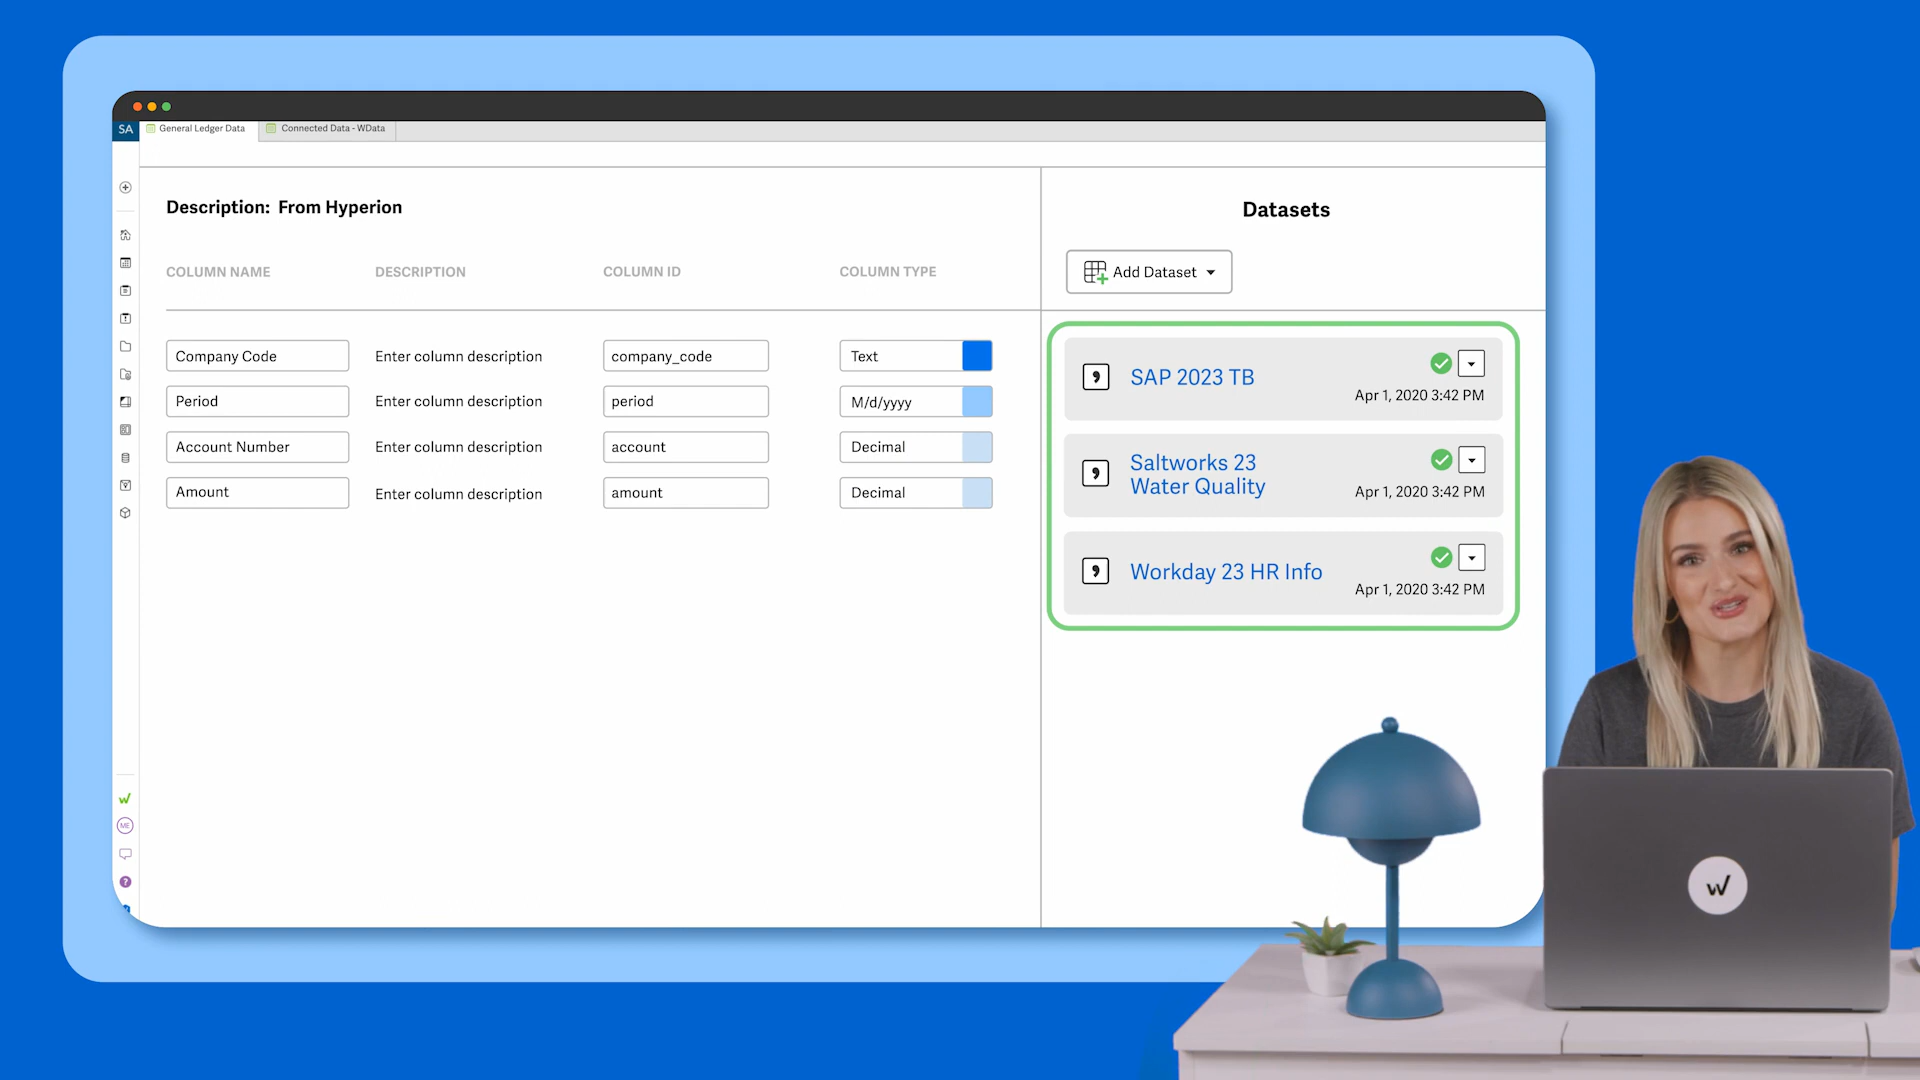 SA
General Ledger Data
Connected Data - WData
Description: From Hyperion
COLUMN NAME
DESCRIPTION
COLUMN ID
COLUMN TYPE
Company Code
Enter column description
company_code
Text
Period
Enter column description
period
M/d/yyyy
Account Number
Enter column description
account
Decimal
Amount
Enter column description
amount
Decimal
Datasets
Add Dataset
SAP 2023 TB
Apr 1, 2020 3:42 PM
Saltworks 23
Water Quality
Apr 1, 2020 3:42 PM
Workday 23 HR Info
Apr 1, 2020 3:42 PM
W
ME
?
W